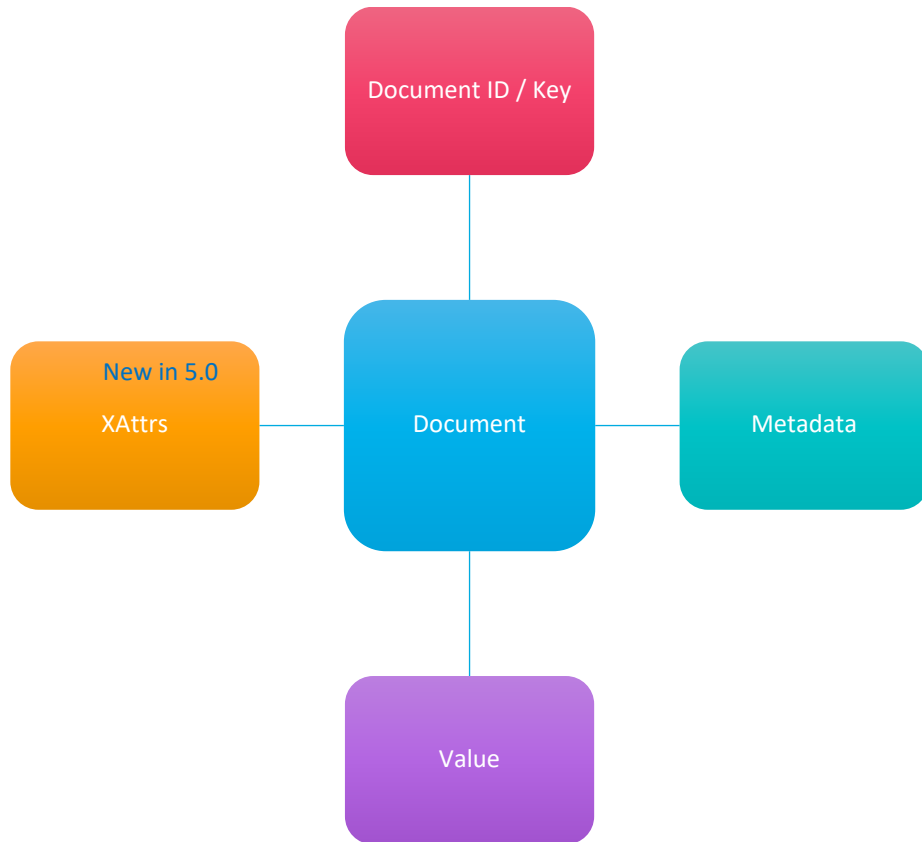 Document ID / Key
New in 5.0
XAttrs
Document
Metadata
Value